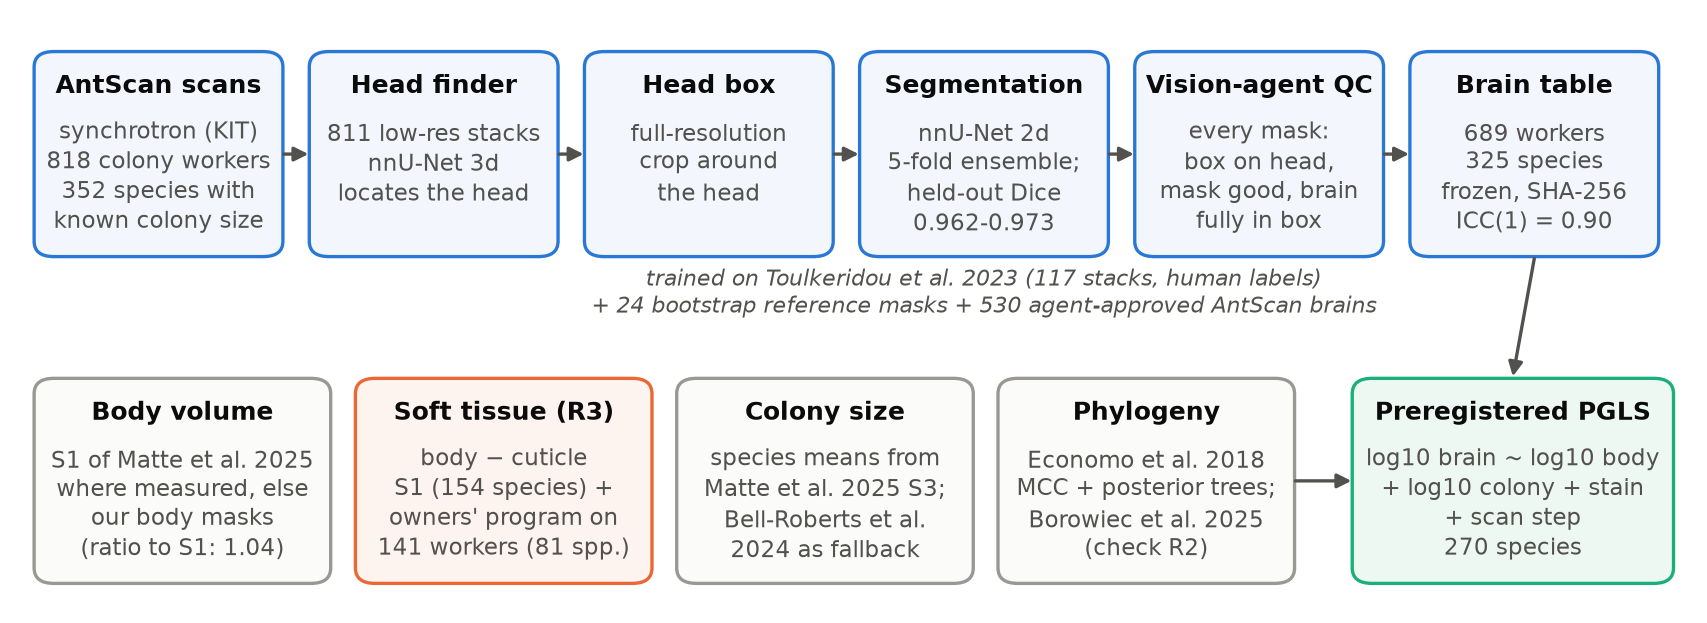 AntScan scans
synchrotron (KIT)
818 colony workers
352 species with
known colony size
Head finder
811 low-res stacks
nnU-Net 3d
locates the head
Head box
full-resolution
crop around
the head
Segmentation
nnU-Net 2d
5-fold ensemble;
held-out Dice
0.962-0.973
Vision-agent QC
every mask:
box on head,
mask good, brain
fully in box
Brain table
689 workers
325 species
frozen, SHA-256
ICC(1) = 0.90
trained on Toulkeridou et al. 2023 (117 stacks, human labels)
+ 24 bootstrap reference masks + 530 agent-approved AntScan brains
Body volume
S1 of Matte et al. 2025
where measured, else
our body masks
(ratio to S1: 1.04)
Soft tissue (R3)
body − cuticle
S1 (154 species) +
owners' program on
141 workers (81 spp.)
Colony size
species means from
Matte et al. 2025 S3;
Bell-Roberts et al.
2024 as fallback
Phylogeny
Economo et al. 2018
MCC + posterior trees;
Borowiec et al. 2025
(check R2)
Preregistered PGLS
log10 brain ~ log10 body
+ log10 colony + stain
+ scan step
270 species